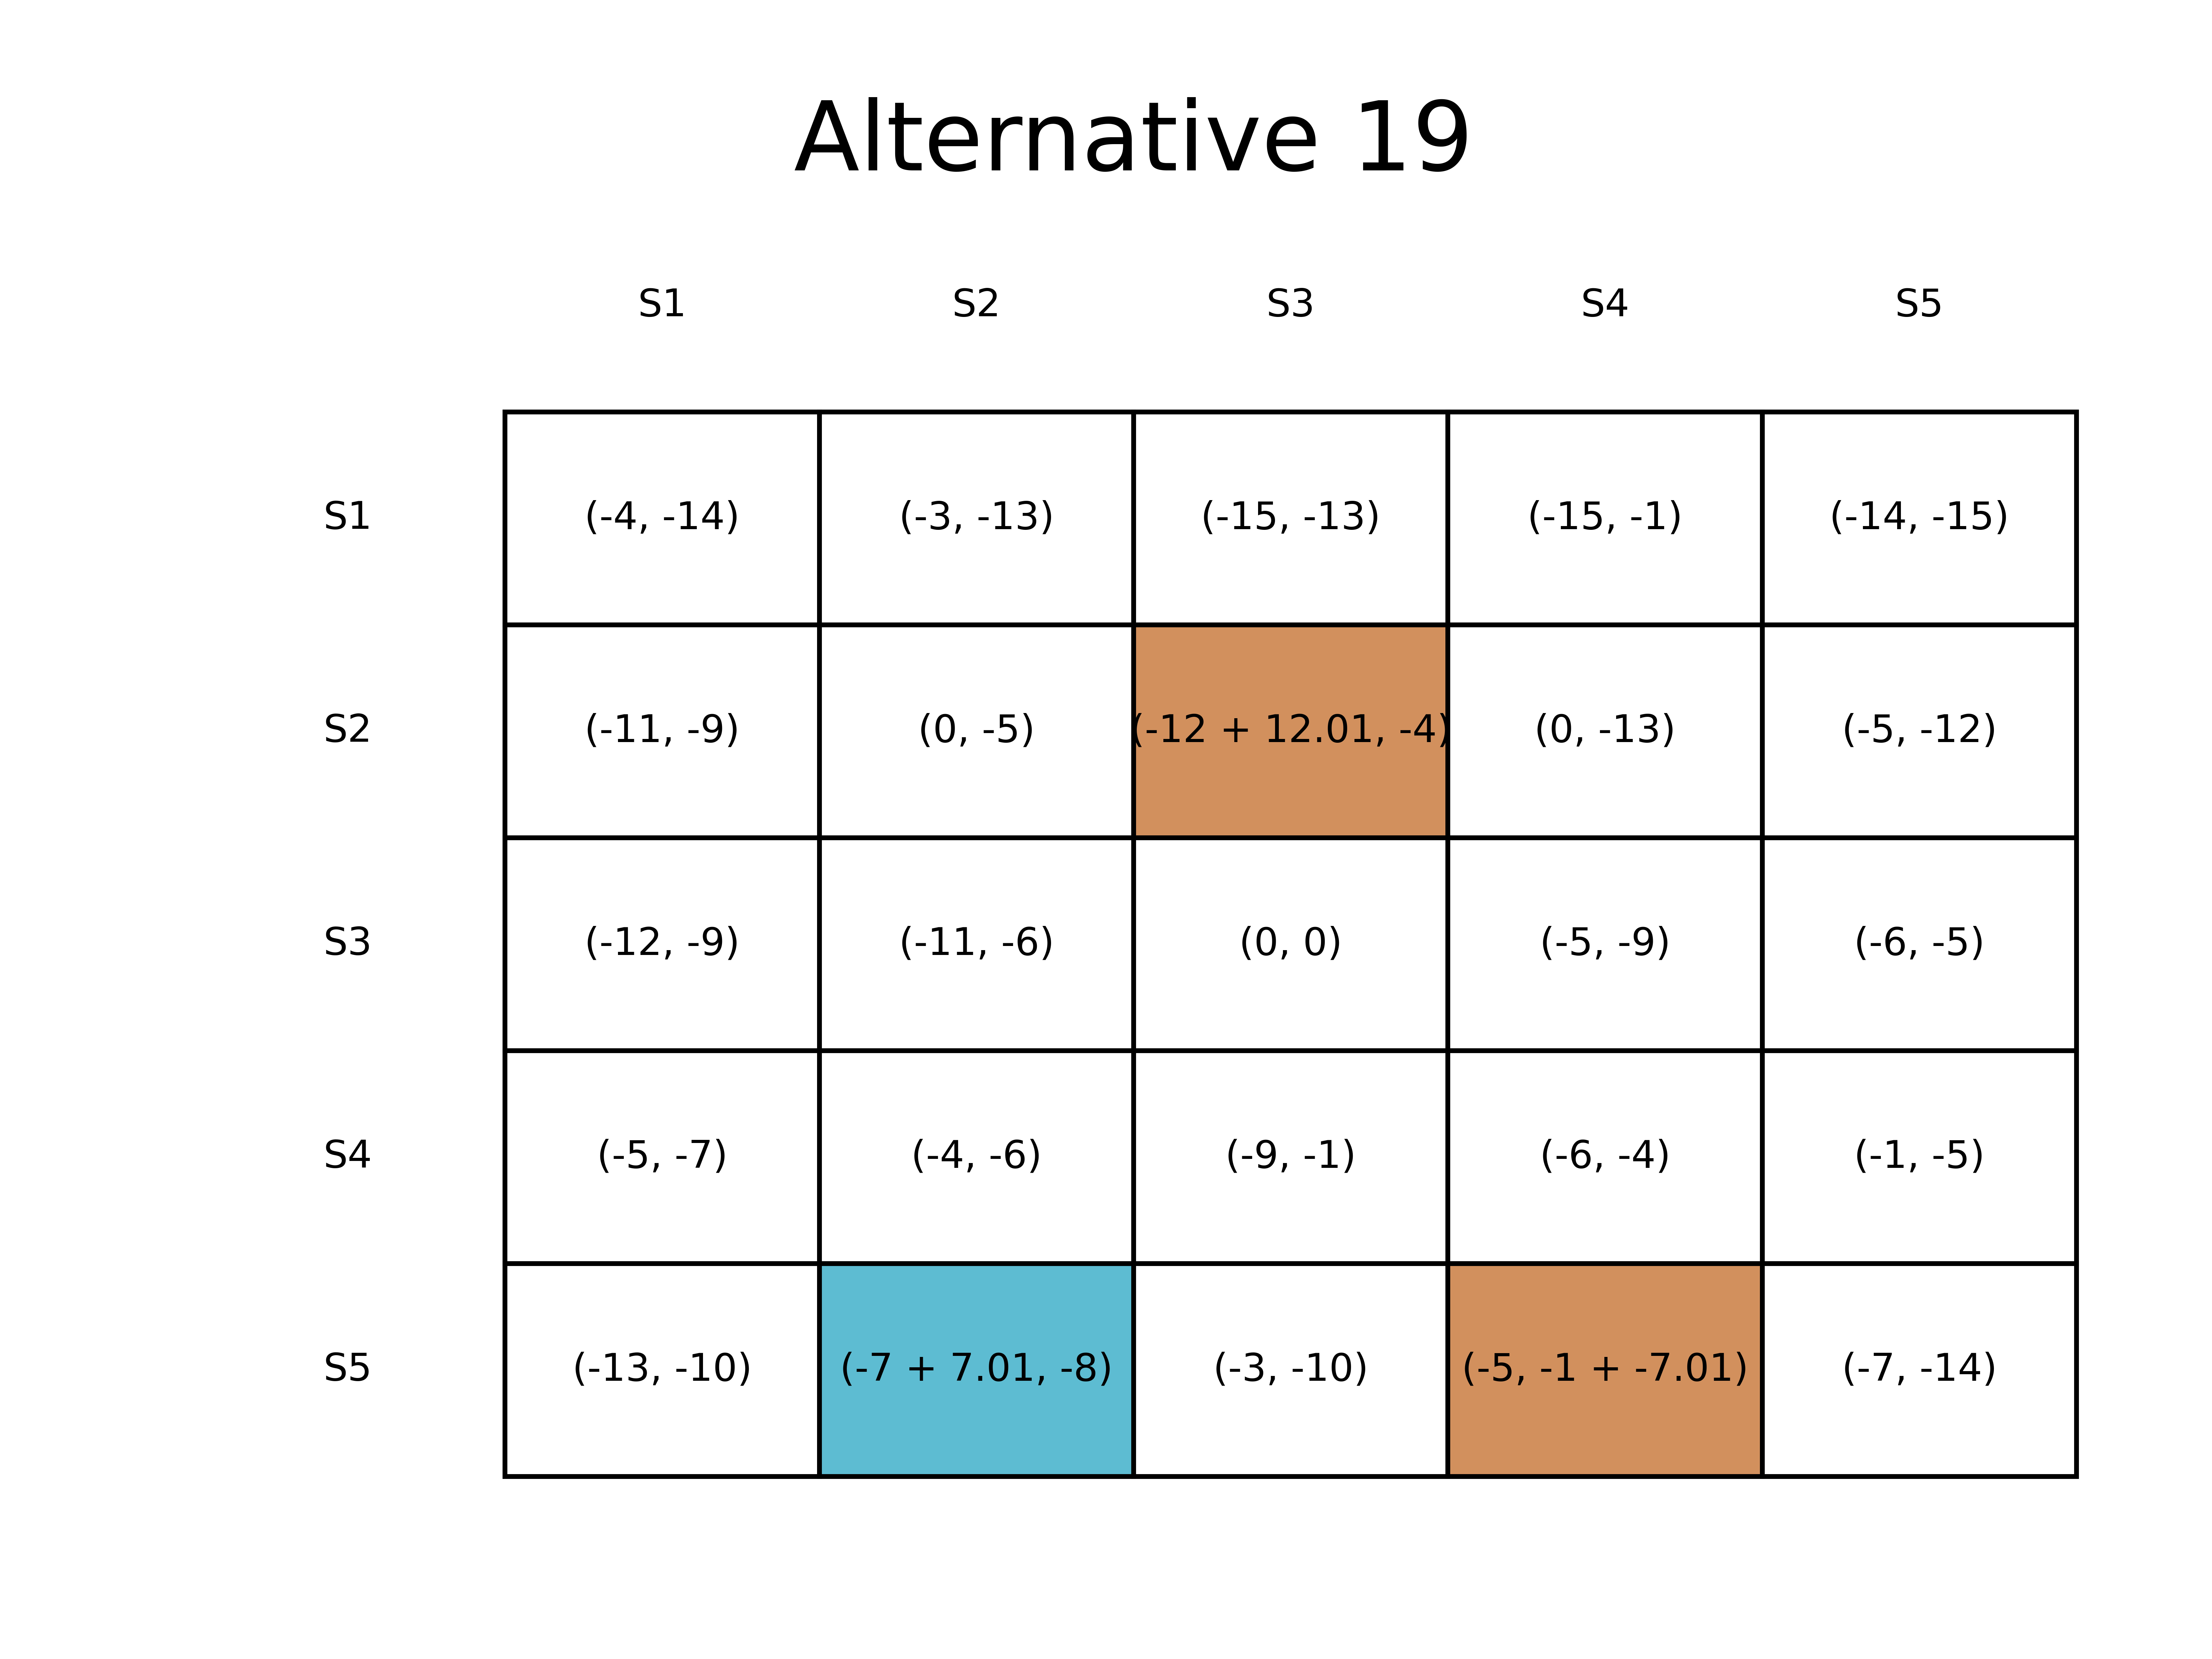 Alternative 19
S1 S2 S3 S4 S5
S1 (-4, -14) (-3, -13) (-15, -13) (-15, -1) (-14, -15)
S2 (-11, -9) (0, -5) (-12 + 12.01, -4) (0, -13) (-5, -12)
S3 (-12, -9) (-11, -6) (0, 0) (-5, -9) (-6, -5)
S4 (-5, -7) (-4, -6) (-9, -1) (-6, -4) (-1, -5)
S5 (-13, -10) (-7 + 7.01, -8) (-3, -10) (-5, -1 + -7.01) (-7, -14)